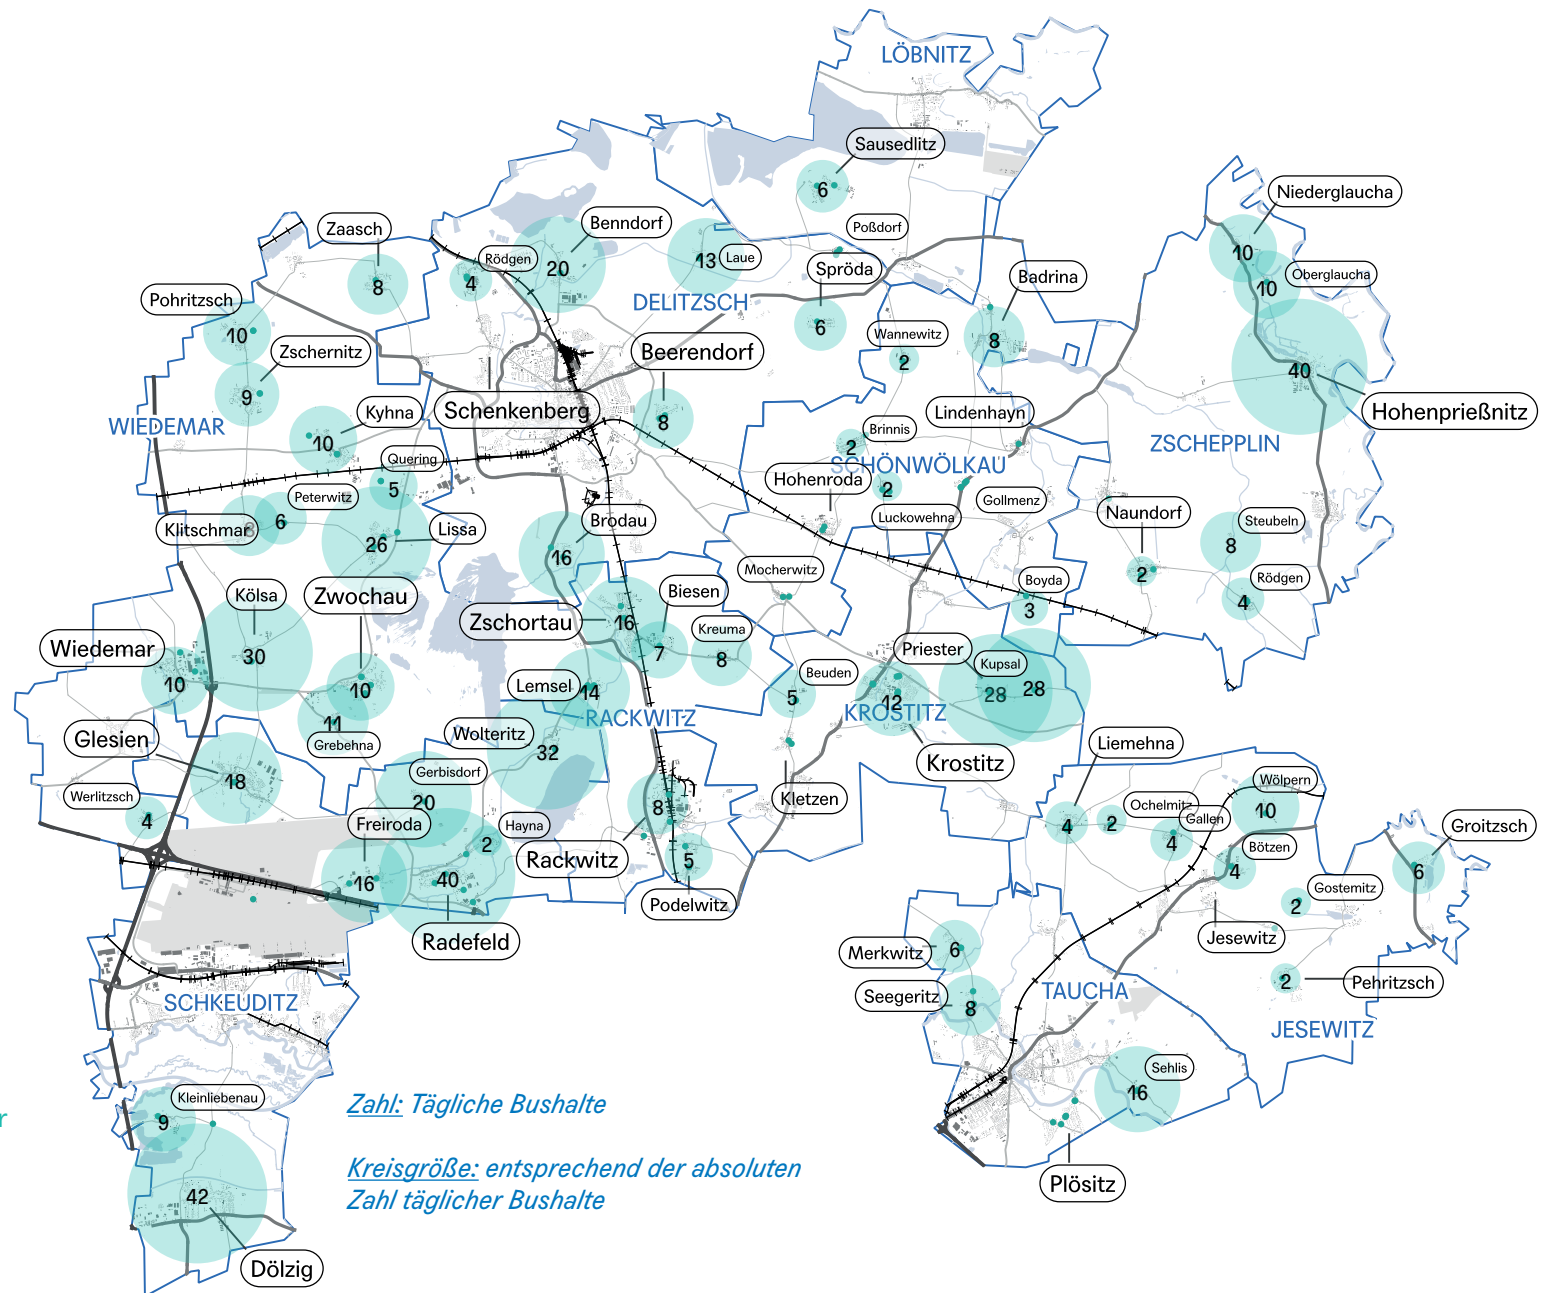 LÖBNITZ
Sausedlitz
6
Niederglaucha
Zaasch
Benndorf
Poßdorf
Rödgen
Laue
13
Spröda
Badrina
10
Oberglaucha
8
4
20
10
Pohritzsch
DELITZSCH
6
Wannewitz
8
10
Zschernitz
Beerendorf
2
40
9
Kyhna
Schenkenberg
Lindenhayn
Hohenprießnitz
WIEDEMAR
8
Brinnis
10
2
ZSCHEPPLIN
Quering
SCHÖNWÖLKAU
Hohenroda
5
2
Gollmenz
Peterwitz
Luckowehna
Naundorf
Steubeln
Klitschmar
6
Lissa
Brodau
26
16
8
Mocherwitz
2
Boyda
Rödgen
Kölsa
Zwochau
Biesen
3
4
Zschortau
16
Kreuma
Wiedemar
30
7
8
Priester
Kupsal
Beuden
10
10
Lemsel
14
5
28
28
12
11
RACKWITZ
KROSTITZ
Glesien
Grebehna
Wolteritz
32
Krostitz
Liemehna
18
Gerbisdorf
Wölpern
Werlitzsch
20
8
Kletzen
Ochelmitz
10
4
Freiroda
Hayna
4
2
Gallen
Groitzsch
2
4
Bötzen
Rackwitz
5
4
6
16
40
Gostemitz
Podelwitz
2
Radefeld
Jesewitz
Merkwitz
6
2
Pehritzsch
Seegeritz
8
TAUCHA
SCHKEUDITZ
JESEWITZ
Sehlis
16
Kleinliebenau
9
Zahl: Tägliche Bushalte
r
Kreisgröße: entsprechend der absoluten
Zahl täglicher Bushalte
Plösitz
42
Dölzig